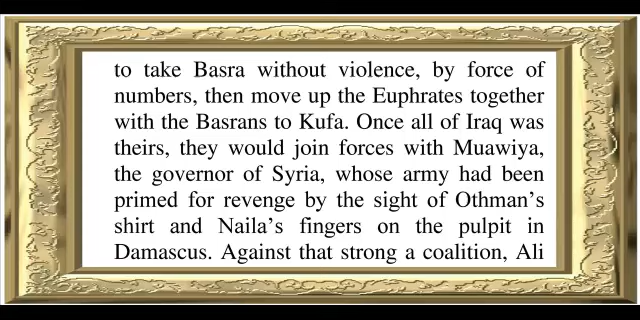 to take Basra without violence, by force of
numbers, then move up the Euphrates together
with the Basrans to Kufa. Once all of Iraq was
theirs, they would join forces with Muawiya,
the governor of Syria, whose army had been
primed for revenge by the sight of Othman’s
shirt and Naila’s fingers on the pulpit in
Damascus. Against that strong a coalition, Ali